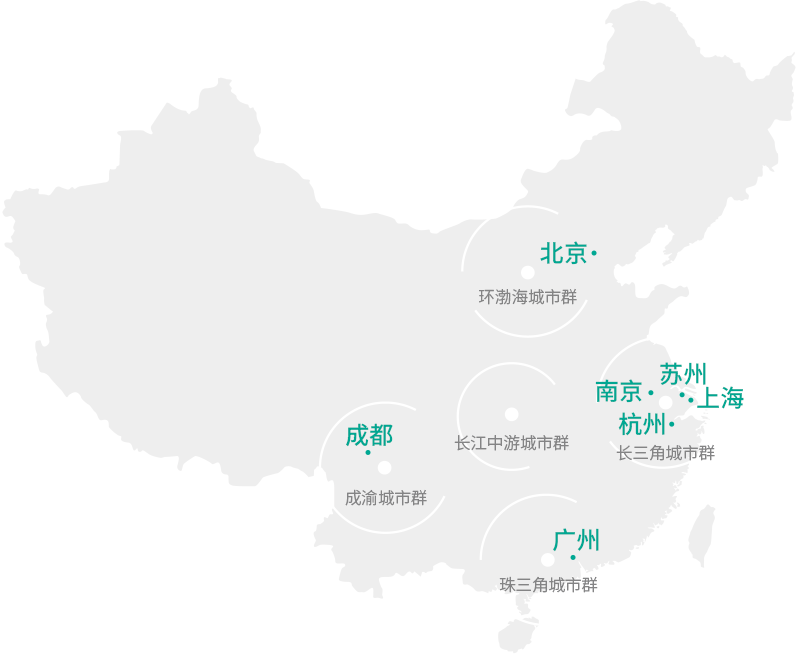 北京
环渤海城市群
苏州
南京
上海
杭州
成都
长江中游城市群
长三角城市群
成渝城市群
广州
珠三角城市群